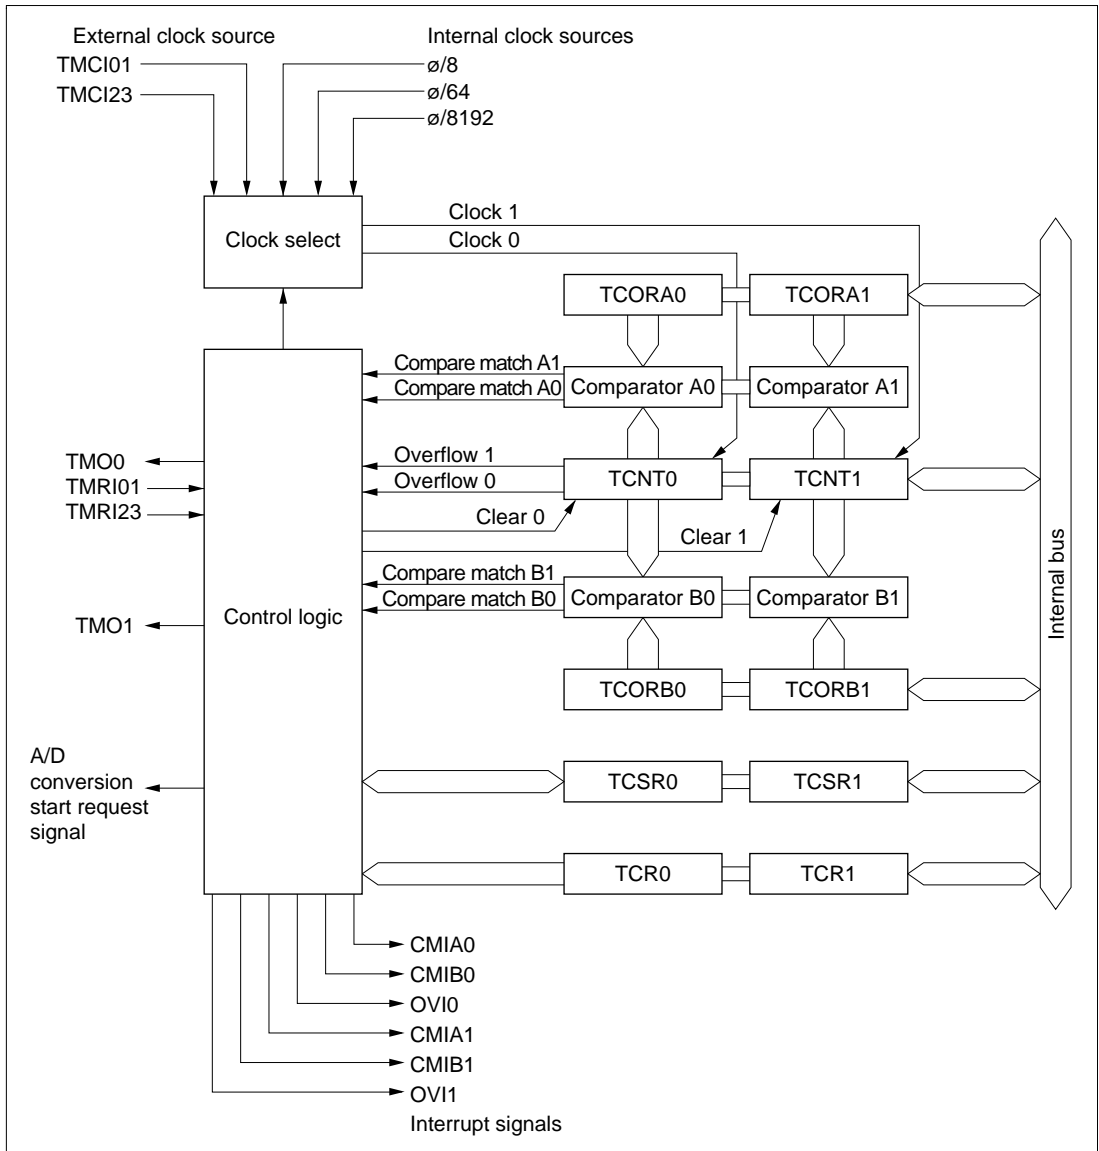 External clock source
Internal clock sources
TMCI01
ø/8
TMCI23
ø/64
ø/8192
Clock select
Clock 1
Clock 0
TCORA0
TCORA1
Compare match A1
Compare match A0
Comparator A0
Comparator A1
TMO0
TMRI01
TMRI23
Overflow 1
Overflow 0
TCNT0
TCNT1
Clear 0
Clear 1
Compare match B1
Compare match B0
Comparator B0
Comparator B1
Control logic
TMO1
Internal bus
TCORB0
TCORB1
A/D
conversion
start request
signal
TCSR0
TCSR1
TCR0
TCR1
CMIA0
CMIB0
OVI0
CMIA1
CMIB1
OVI1
Interrupt signals